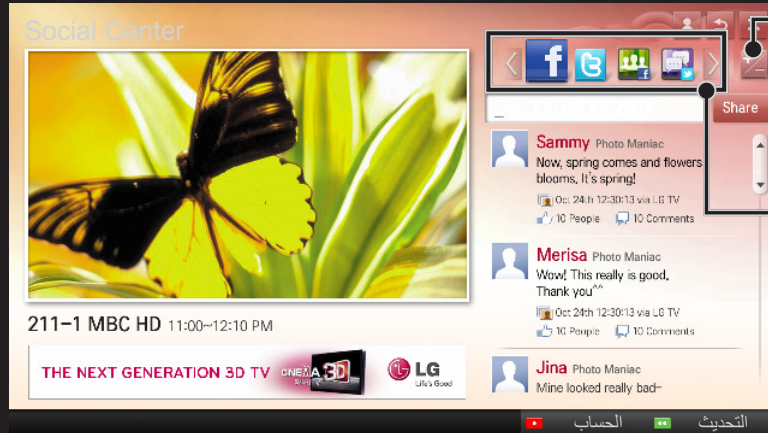 Social Center
Share
Sammy Photo Maniac
Now, spring comes and flowers
blooms, It's spring!
Oct 24th 12:30:13 via LG TV
10 People 10 Comments
Merisa Photo Maniac
Wow! This really is good,
Thank you^^
Oct 24th 12:30:13 via LG TV
10 People 10 Comments
Jina Photo Maniac
Mine looked really bad~
211-1 MBC HD 11:00~12:10 PM
THE NEXT GENERATION 3D TV CINEMA 3D LG
Life's Good
الحساب التحديث